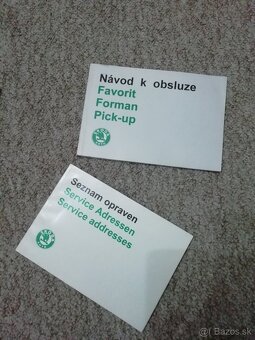 Návod k obsluze
Favorit
Forman
Pick-up
Seznam opraven
Service Adressen
Service addresses
Bazos.sk